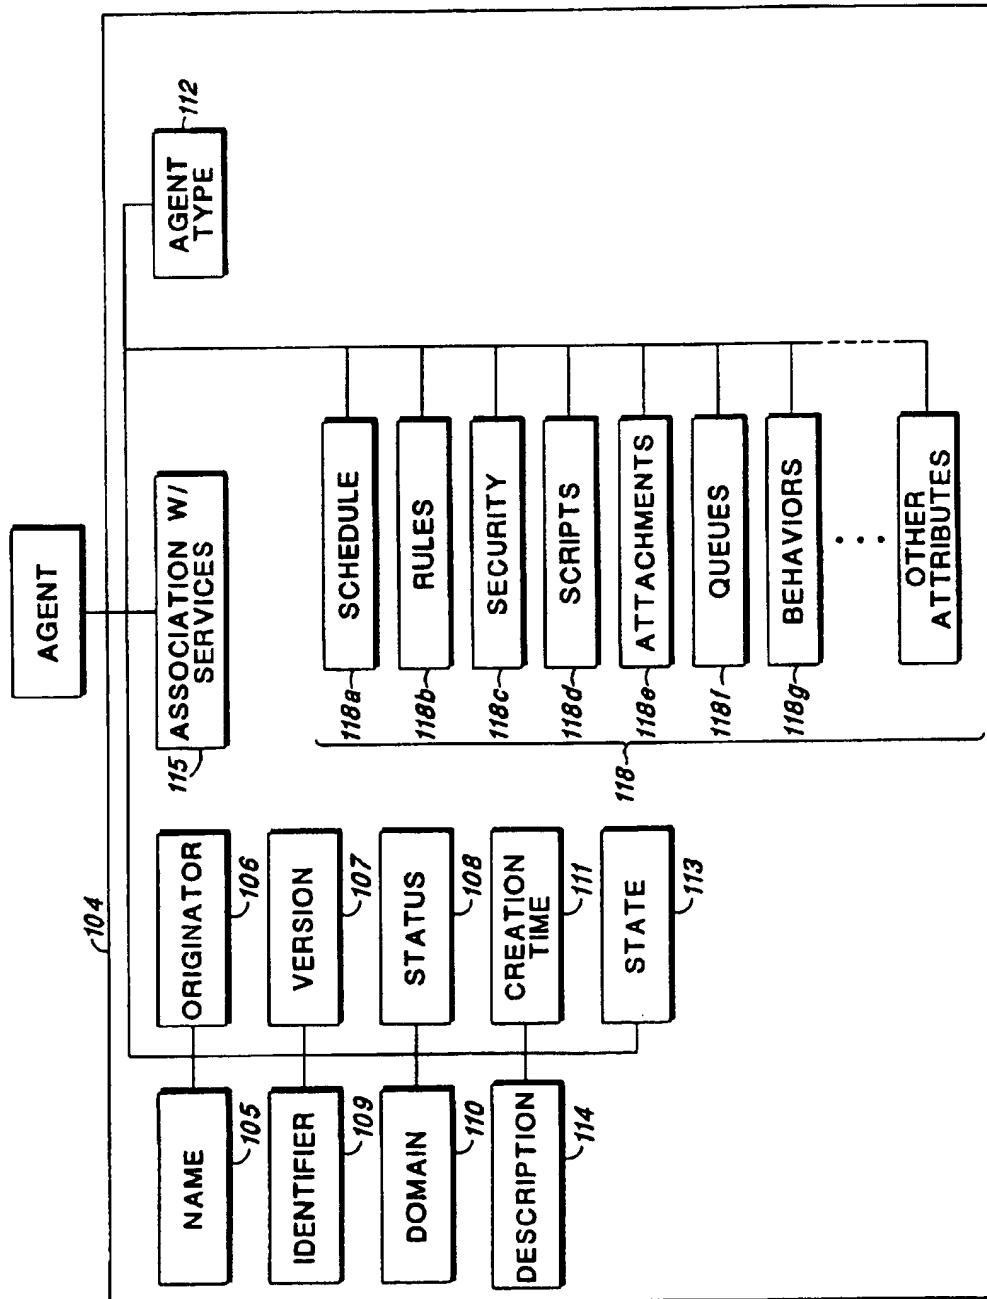 AGENT
104
NAME
105
ORIGINATOR
106
115
ASSOCIATION W/
SERVICES
AGENT
TYPE
112
IDENTIFIER
109
VERSION
107
DOMAIN
110
STATUS
108
DESCRIPTION
114
CREATION
TIME
111
STATE
113
118
118a
SCHEDULE
118b
RULES
118c
SECURITY
118d
SCRIPTS
118e
ATTACHMENTS
118f
QUEUES
118g
BEHAVIORS
• • •
OTHER
ATTRIBUTES